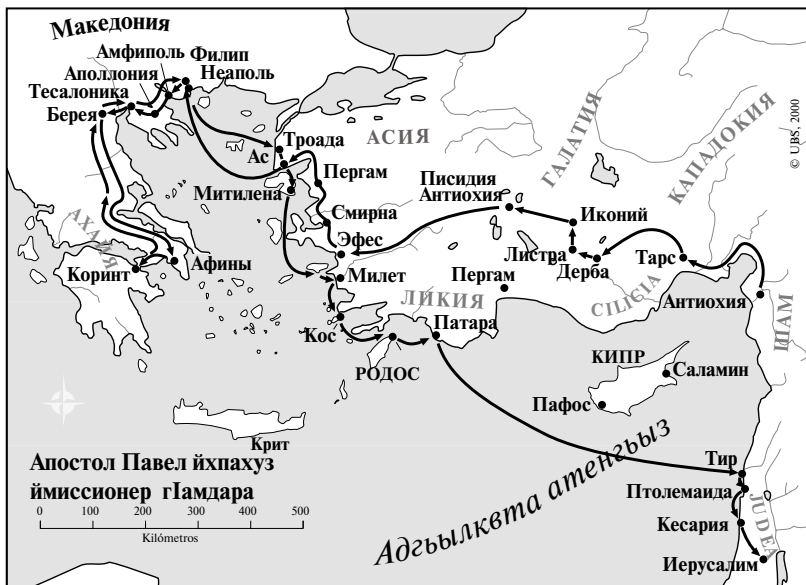 Македония
Амфиполь
Филип
Аполлония
Неаполь
Тесалоника
Берея
Троада
АСИЯ
ГАЛАТИЯ
КАПАДОКИЯ
© UBS, 2000
Ас
Пергам
Митилена
Писидия
Антиохия
Смирна
Иконий
АХАЙЯ
Эфес
Листра
Коринт
Афины
Дерба
Тарс
Милет
Пергам
ЛИКИЯ
CILICIA
Антиохия
ШАМ
Кос
Патара
РОДОС
КИПР
Саламин
Пафос
Крит
Апостол Павел йхпахуз
ймиссионер гӀамдара
0 100 200 300 400 500
Kilómetros
Адгьылквта атенгьыз
Тир
Птолемаида
Кесария
JUDEA
Иерусалим